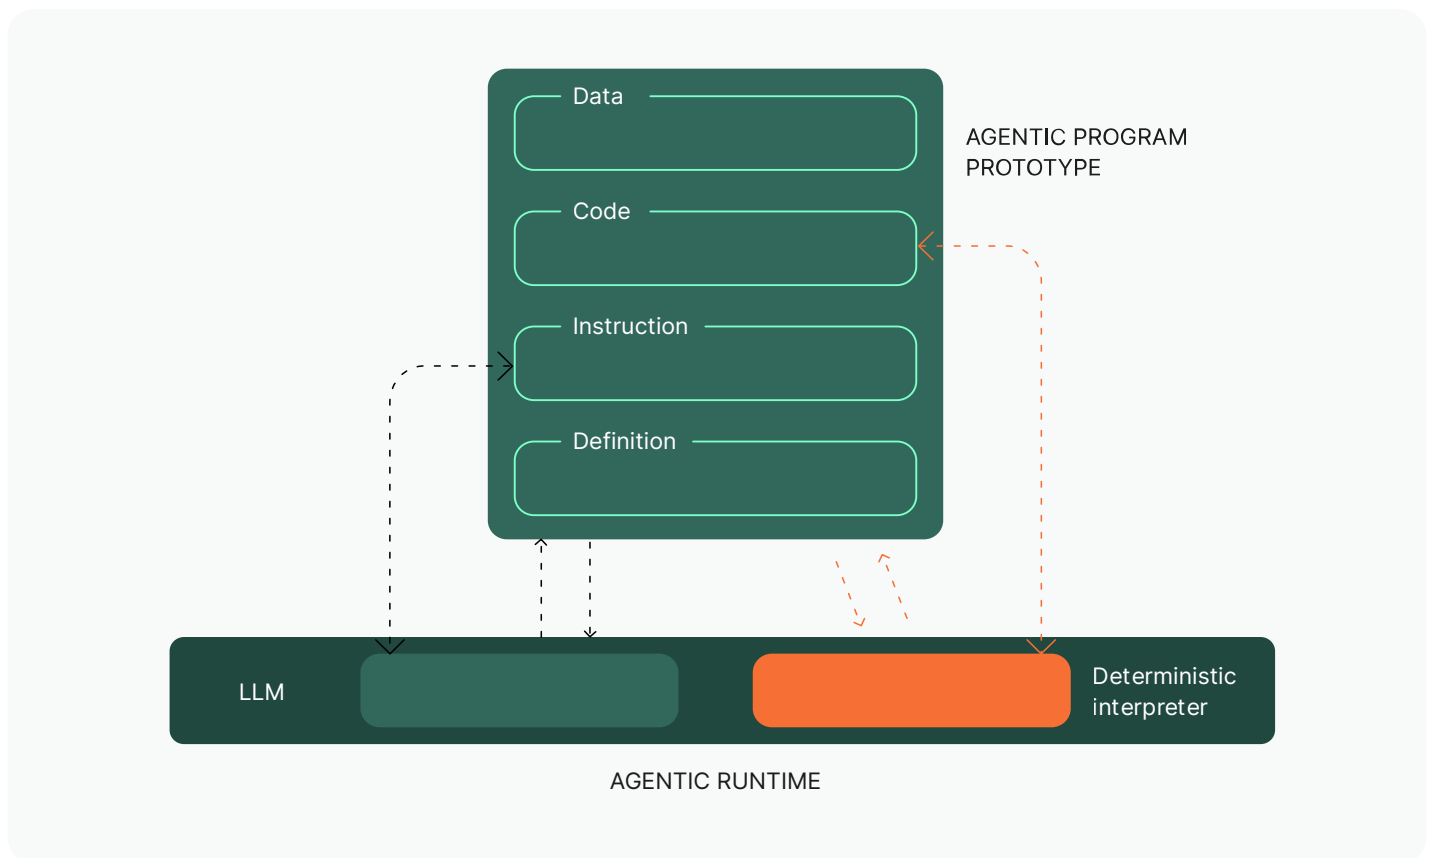 Data
AGENTIC PROGRAM
PROTOTYPE
Code
Instruction
Definition
LLM
Deterministic
interpreter
AGENTIC RUNTIME